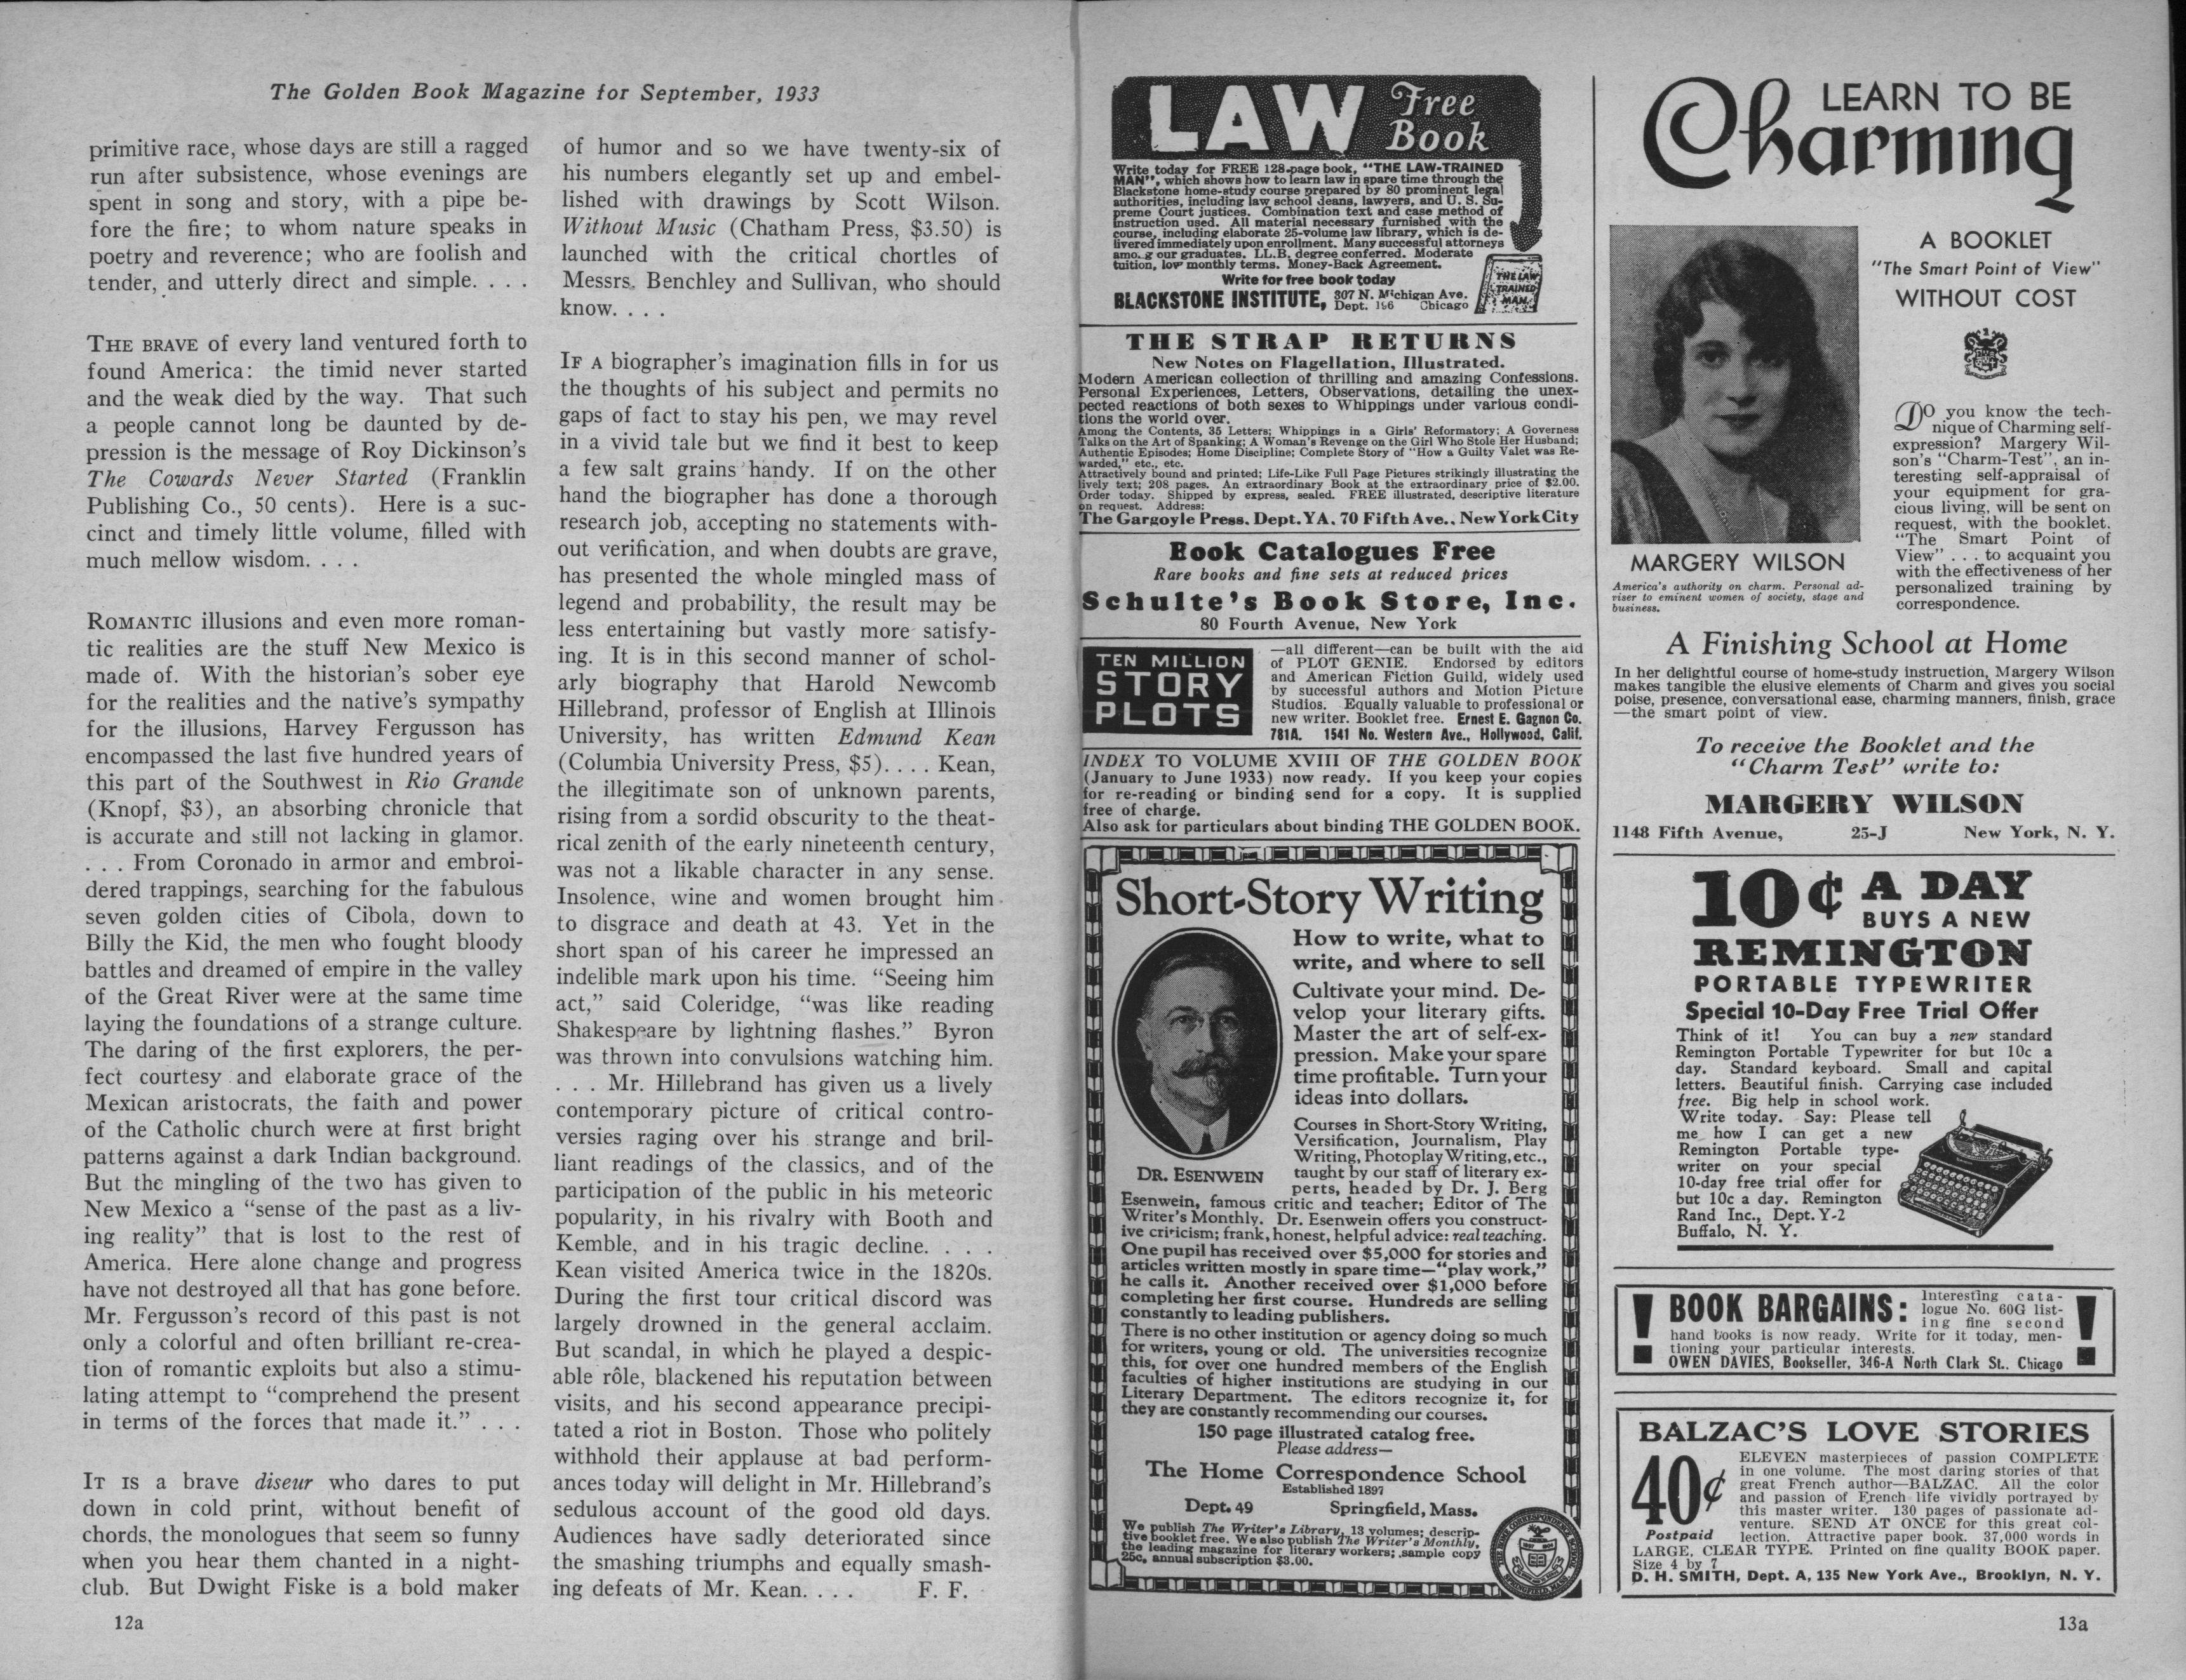 The Golden Book Magazine for September, 1933
primitive race, whose days are still a ragged
run after subsistence, whose evenings are
spent in song and story, with a pipe be-
fore the fire; to whom nature speaks in
poetry and reverence; who are foolish and
tender, and utterly direct and simple. . . .
THE BRAVE of every land ventured forth to
found America: the timid never started
and the weak died by the way. That such
a people cannot long be daunted by de-
pression is the message of Roy Dickinson's
The Cowards Never Started (Franklin
Publishing Co., 50 cents). Here is a suc-
cinct and timely little volume, filled with
much mellow wisdom. . . .
ROMANTIC illusions and even more roman-
tic realities are the stuff New Mexico is
made of. With the historian's sober eye
for the realities and the native's sympathy
for the illusions, Harvey Fergusson has
encompassed the last five hundred years of
this part of the Southwest in Rio Grande
(Knopf, $3), an absorbing chronicle that
is accurate and still not lacking in glamor.
. . . From Coronado in armor and embroi-
dered trappings, searching for the fabulous
seven golden cities of Cibola, down to
Billy the Kid, the men who fought bloody
battles and dreamed of empire in the valley
of the Great River were at the same time
laying the foundations of a strange culture.
The daring of the first explorers, the per-
fect courtesy and elaborate grace of the
Mexican aristocrats, the faith and power
of the Catholic church were at first bright
patterns against a dark Indian background.
But the mingling of the two has given to
New Mexico a "sense of the past as a liv-
ing reality" that is lost to the rest of
America. Here alone change and progress
have not destroyed all that has gone before.
Mr. Fergusson's record of this past is not
only a colorful and often brilliant re-crea-
tion of romantic exploits but also a stimu-
lating attempt to "comprehend the present
in terms of the forces that made it." . . .
IT IS a brave diseur who dares to put
down in cold print, without benefit of
chords, the monologues that seem so funny
when you hear them chanted in a night-
club. But Dwight Fiske is a bold maker
12a
of humor and so we have twenty-six of
his numbers elegantly set up and embel-
lished with drawings by Scott Wilson.
Without Music (Chatham Press, $3.50) is
launched with the critical chortles of
Messrs. Benchley and Sullivan, who should
know. . . .
IF A biographer's imagination fills in for us
the thoughts of his subject and permits no
gaps of fact to stay his pen, we may revel
in a vivid tale but we find it best to keep
a few salt grains handy. If on the other
hand the biographer has done a thorough
research job, accepting no statements with-
out verification, and when doubts are grave,
has presented the whole mingled mass of
legend and probability, the result may be
less entertaining but vastly more satisfy-
ing. It is in this second manner of schol-
arly biography that Harold Newcomb
Hillebrand, professor of English at Illinois
University, has written Edmund Kean
(Columbia University Press, $5). . . . Kean,
the illegitimate son of unknown parents,
rising from a sordid obscurity to the theat-
rical zenith of the early nineteenth century,
was not a likable character in any sense.
Insolence, wine and women brought him
to disgrace and death at 43. Yet in the
short span of his career he impressed an
indelible mark upon his time. "Seeing him
act," said Coleridge, "was like reading
Shakespeare by lightning flashes." Byron
was thrown into convulsions watching him.
. . . Mr. Hillebrand has given us a lively
contemporary picture of critical contro-
versies raging over his strange and bril-
liant readings of the classics, and of the
participation of the public in his meteoric
popularity, in his rivalry with Booth and
Kemble, and in his tragic decline. . . .
Kean visited America twice in the 1820s.
During the first tour critical discord was
largely drowned in the general acclaim.
But scandal, in which he played a despic-
able rôle, blackened his reputation between
visits, and his second appearance precipi-
tated a riot in Boston. Those who politely
withhold their applause at bad perform-
ances today will delight in Mr. Hillebrand's
sedulous account of the good old days.
Audiences have sadly deteriorated since
the smashing triumphs and equally smash-
ing defeats of Mr. Kean. . . . F. F.
LAW Free
Book
Write today for FREE 128-page book, "THE LAW-TRAINED
MAN", which shows how to learn law in spare time through the
Blackstone home-study course prepared by 80 prominent legal
authorities, including law school deans, lawyers, and U. S. Su-
preme Court justices. Combination text and case method of
instruction used. All material necessary furnished with the
course, including elaborate 25-volume law library, which is de-
livered immediately upon enrollment. Many successful attorneys
among our graduates. LL.B. degree conferred. Moderate
tuition, low monthly terms. Money-Back Agreement.
Write for free book today
BLACKSTONE INSTITUTE, 307 N. Michigan Ave.
Dept. 196 Chicago
THE LAW
TRAINED
MAN
THE STRAP RETURNS
New Notes on Flagellation, Illustrated.
Modern American collection of thrilling and amazing Confessions.
Personal Experiences, Letters, Observations, detailing the unex-
pected reactions of both sexes to Whippings under various condi-
tions the world over.
Among the Contents, 35 Letters; Whippings in a Girls' Reformatory; A Governess
Talks on the Art of Spanking; A Woman's Revenge on the Girl Who Stole Her Husband;
Authentic Episodes; Home Discipline; Complete Story of "How a Guilty Valet was Re-
warded," etc., etc.
Attractively bound and printed; Life-Like Full Page Pictures strikingly illustrating the
lively text; 208 pages. An extraordinary Book at the extraordinary price of $2.00.
Order today. Shipped by express, sealed. FREE illustrated, descriptive literature
on request. Address:
The Gargoyle Press, Dept. YA, 70 Fifth Ave., New York City
Book Catalogues Free
Rare books and fine sets at reduced prices
Schulte's Book Store, Inc.
80 Fourth Avenue, New York
TEN MILLION
STORY
PLOTS
—all different—can be built with the aid
of PLOT GENIE. Endorsed by editors
and American Fiction Guild, widely used
by successful authors and Motion Picture
Studios. Equally valuable to professional or
new writer. Booklet free. Ernest E. Gagnon Co.
781A. 1541 No. Western Ave., Hollywood, Calif.
INDEX TO VOLUME XVIII OF THE GOLDEN BOOK
(January to June 1933) now ready. If you keep your copies
for re-reading or binding send for a copy. It is supplied
free of charge.
Also ask for particulars about binding THE GOLDEN BOOK.
Short-Story Writing
How to write, what to
write, and where to sell
Cultivate your mind. De-
velop your literary gifts.
Master the art of self-ex-
pression. Make your spare
time profitable. Turn your
ideas into dollars.
Courses in Short-Story Writing,
Versification, Journalism, Play
Writing, Photoplay Writing, etc.,
taught by our staff of literary ex-
perts, headed by Dr. J. Berg
DR. ESENWEIN
Esenwein, famous critic and teacher; Editor of The
Writer's Monthly. Dr. Esenwein offers you construct-
ive criticism; frank, honest, helpful advice: real teaching.
One pupil has received over $5,000 for stories and
articles written mostly in spare time—"play work,"
he calls it. Another received over $1,000 before
completing her first course. Hundreds are selling
constantly to leading publishers.
There is no other institution or agency doing so much
for writers, young or old. The universities recognize
this, for over one hundred members of the English
faculties of higher institutions are studying in our
Literary Department. The editors recognize it, for
they are constantly recommending our courses.
150 page illustrated catalog free.
Please address—
The Home Correspondence School
Established 1897
Dept. 49 Springfield, Mass.
We publish The Writer's Library, 13 volumes; descrip-
tive booklet free. We also publish The Writer's Monthly,
the leading magazine for literary workers; sample copy
25c, annual subscription $3.00.
THE HOME CORRESPONDENCE SCHOOL
SPRINGFIELD, MASS.
LEARN TO BE
Charming
A BOOKLET
"The Smart Point of View"
WITHOUT COST
MARGERY WILSON
America's authority on charm. Personal ad-
viser to eminent women of society, stage and
business.
DO you know the tech-
nique of Charming self-
expression? Margery Wil-
son's "Charm-Test", an in-
teresting self-appraisal of
your equipment for gra-
cious living, will be sent on
request, with the booklet,
"The Smart Point of
View" . . . to acquaint you
with the effectiveness of her
personalized training by
correspondence.
A Finishing School at Home
In her delightful course of home-study instruction, Margery Wilson
makes tangible the elusive elements of Charm and gives you social
poise, presence, conversational ease, charming manners, finish, grace
—the smart point of view.
To receive the Booklet and the
"Charm Test" write to:
MARGERY WILSON
1148 Fifth Avenue, 25-J New York, N. Y.
10¢ A DAY
BUYS A NEW
REMINGTON
PORTABLE TYPEWRITER
Special 10-Day Free Trial Offer
Think of it! You can buy a new standard
Remington Portable Typewriter for but 10c a
day. Standard keyboard. Small and capital
letters. Beautiful finish. Carrying case included
free. Big help in school work.
Write today. Say: Please tell
me how I can get a new
Remington Portable type-
writer on your special
10-day free trial offer for
but 10c a day. Remington
Rand Inc., Dept. Y-2
Buffalo, N. Y.
! BOOK BARGAINS: Interesting cata- !
logue No. 60G list-
ing fine second
hand books is now ready. Write for it today, men-
tioning your particular interests.
OWEN DAVIES, Bookseller, 346-A North Clark St., Chicago
BALZAC'S LOVE STORIES
40¢
Postpaid
ELEVEN masterpieces of passion COMPLETE
in one volume. The most daring stories of that
great French author—BALZAC. All the color
and passion of French life vividly portrayed by
this master writer. 130 pages of passionate ad-
venture. SEND AT ONCE for this great col-
lection. Attractive paper book. 37,000 words in
LARGE, CLEAR TYPE. Printed on fine quality BOOK paper.
Size 4 by 7
D. H. SMITH, Dept. A, 135 New York Ave., Brooklyn, N. Y.
13a